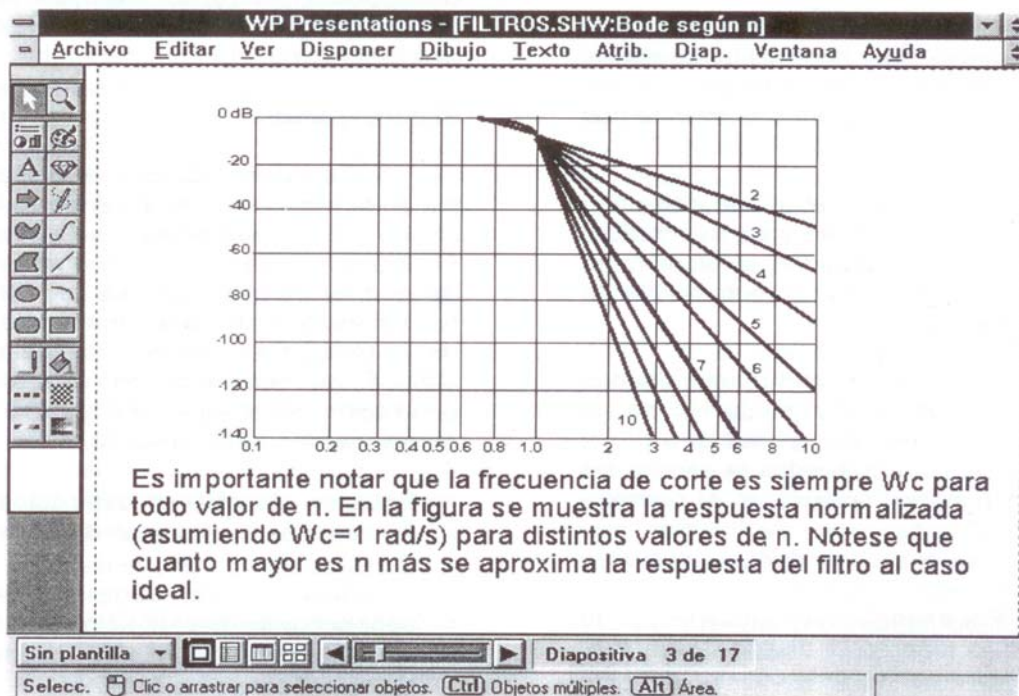 WP Presentations - [FILTROS.SHW:Bode según n]
Archivo Editar Ver Disponer Dibujo Texto Atrib. Diap. Ventana Ayuda
0 dB
-20
-40
-60
-80
-100
-120
-140
2
3
4
5
6
7
10
0.1 0.2 0.3 0.4 0.5 0.6 0.8 1.0 2 3 4 5 6 8 10
Es importante notar que la frecuencia de corte es siempre Wc para
todo valor de n. En la figura se muestra la respuesta normalizada
(asumiendo Wc=1 rad/s) para distintos valores de n. Nótese que
cuanto mayor es n más se aproxima la respuesta del filtro al caso
ideal.
Sin plantilla Diapositiva 3 de 17
Selecc. Clic o arrastrar para seleccionar objetos. Ctrl Objetos múltiples. Alt Área.